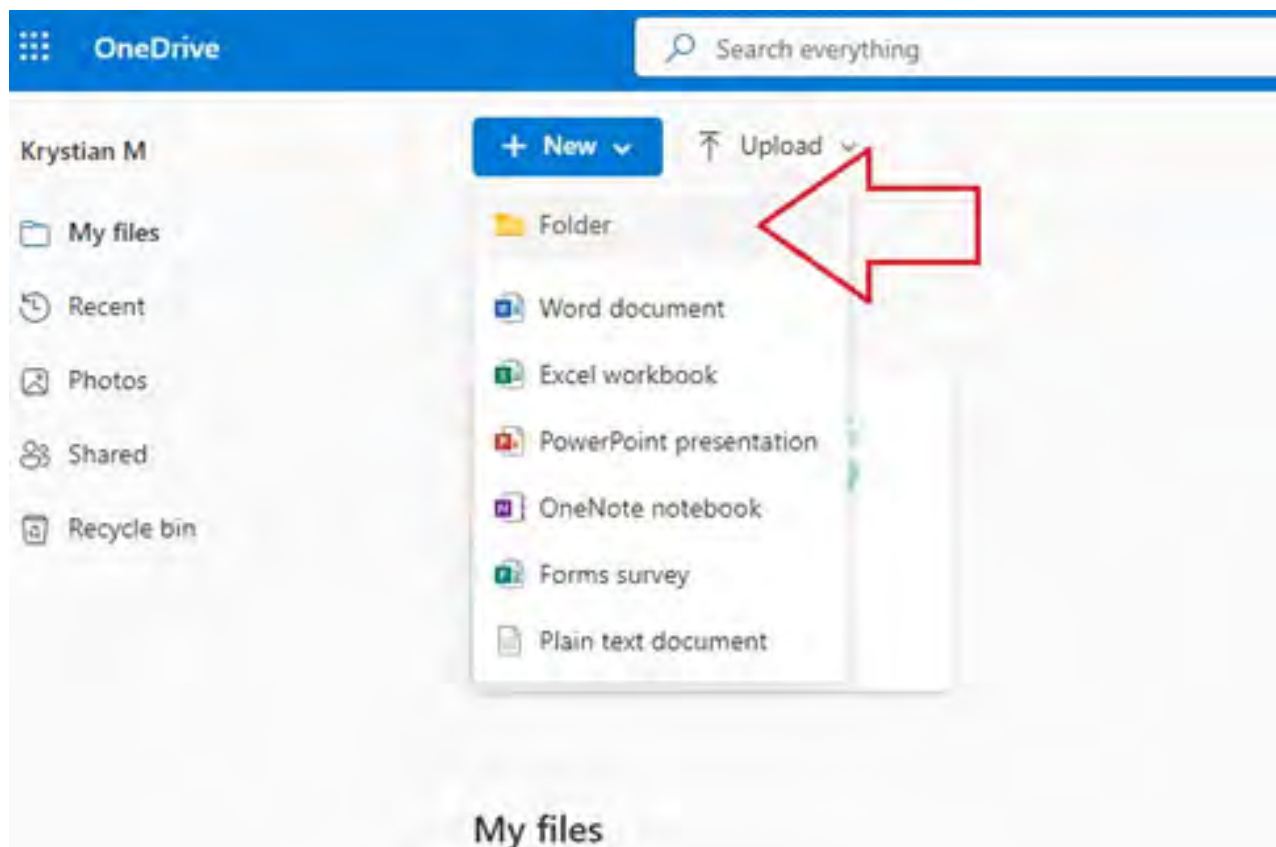 OneDrive
Search everything
Krystian M
My files
Recent
Photos
Shared
Recycle bin
+ New
Upload
Folder
Word document
Excel workbook
PowerPoint presentation
OneNote notebook
Forms survey
Plain text document
My files